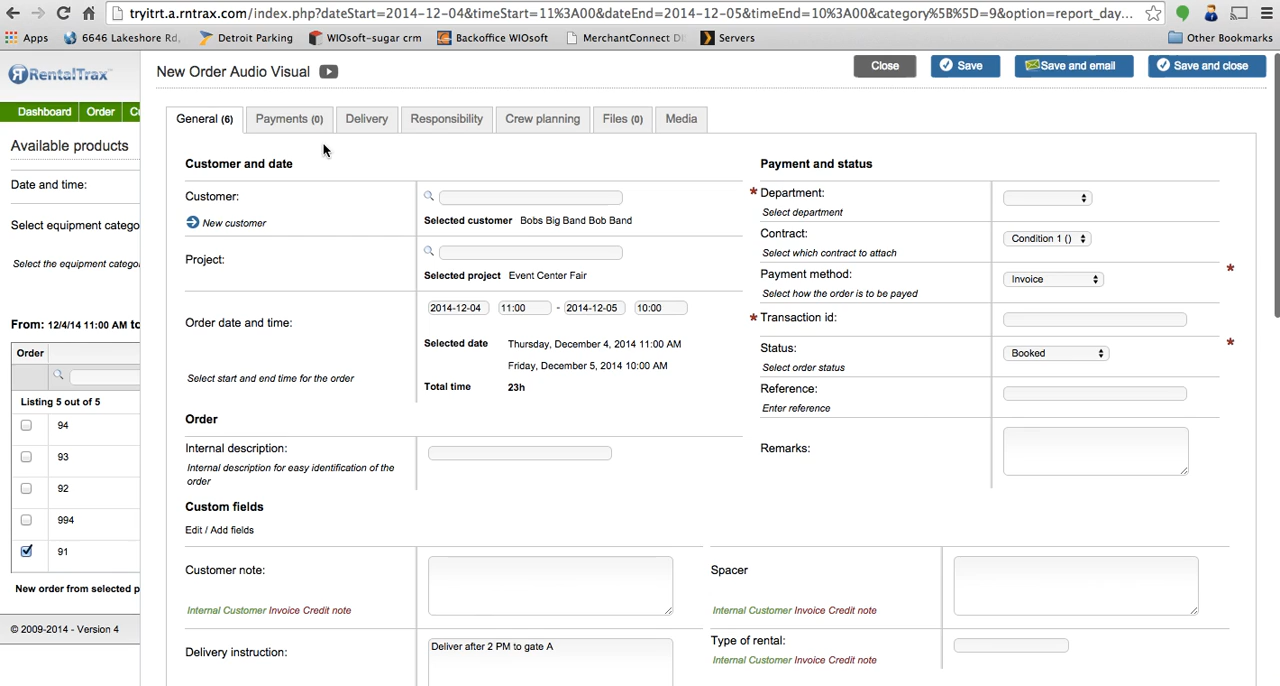 tryitrt.a.rntrax.com/index.php?dateStart=2014-12-04&timeStart=11%3A00&dateEnd=2014-12-05&timeEnd=10%3A00&category%5B%5D=9&option=report_day...
Apps 6646 Lakeshore Rd. Detroit Parking WIOsoft-sugar crm Backoffice WIOsoft MerchantConnect Servers Other Bookmarks
RentalTrax
New Order Audio Visual
Close Save Save and email Save and close
Dashboard Order
General (6) Payments (0) Delivery Responsibility Crew planning Files (0) Media
Available products
Date and time:
Select equipment catego
Select the equipment catego
From: 12/4/14 11:00 AM to
Order
Listing 5 out of 5
94
93
92
994
91
New order from selected p
© 2009-2014 - Version 4
Customer and date
Customer:
New customer
Selected customer Bobs Big Band Bob Band
Project:
Selected project Event Center Fair
Order date and time:
2014-12-04 11:00 - 2014-12-05 10:00
Selected date Thursday, December 4, 2014 11:00 AM
Friday, December 5, 2014 10:00 AM
Select start and end time for the order
Total time 23h
Order
Internal description:
Internal description for easy identification of the
order
Custom fields
Edit / Add fields
Customer note:
Internal Customer Invoice Credit note
Delivery instruction:
Deliver after 2 PM to gate A
Payment and status
* Department:
Select department
Contract:
Condition 1 ()
Select which contract to attach
Payment method:
Invoice
*
Select how the order is to be payed
* Transaction id:
Status:
Booked
*
Select order status
Reference:
Enter reference
Remarks:
Spacer
Internal Customer Invoice Credit note
Type of rental:
Internal Customer Invoice Credit note